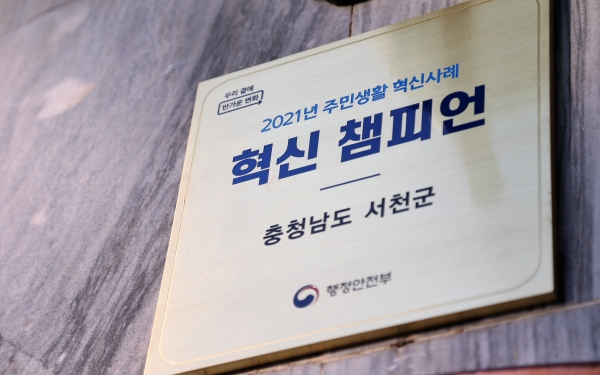 우리 곁에
반가운 변화
2021년 주민생활 혁신사례
혁신 챔피언
충청남도 서천군
행정안전부